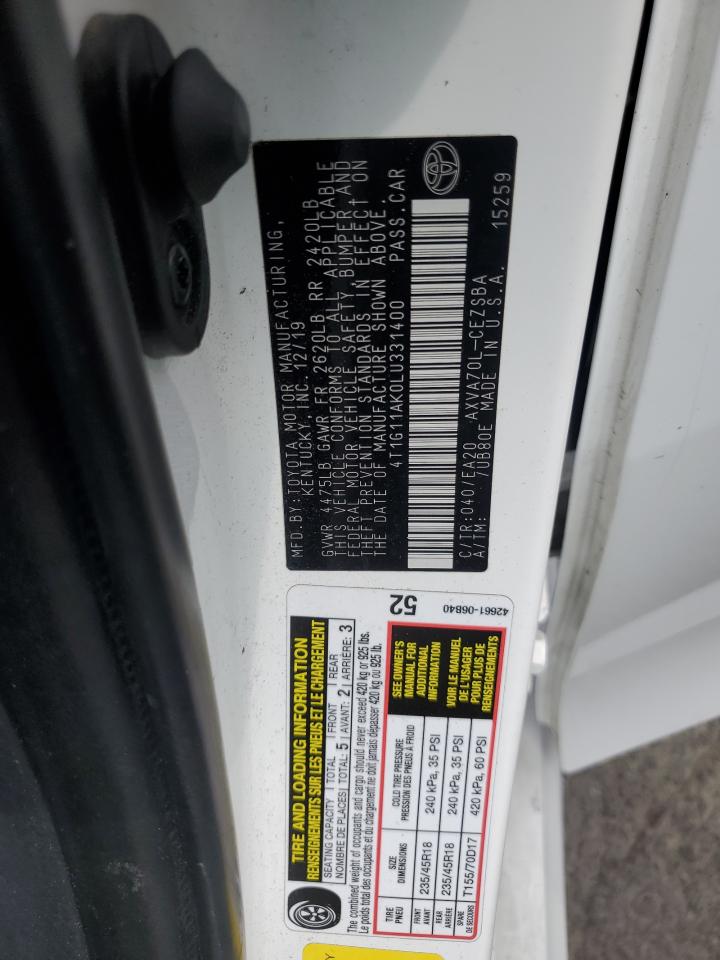 MFD.BY:TOYOTA MOTOR MANUFACTURING,
KENTUCKY, INC. 12/19
GVWR 4475LB GAWR FR 2620LB RR 2420LB
THIS VEHICLE CONFORMS TO ALL APPLICABLE
FEDERAL MOTOR VEHICLE SAFETY, BUMPER AND
THEFT PREVENTION STANDARDS IN EFFECT ON
THE DATE OF MANUFACTURE SHOWN ABOVE.
4T1G11AK0LU331400 PASS.CAR
C/TR:040/EA20 AXVA70L-CEZSBA
A/TM: 7UB80E MADE IN U.S.A. 15259
TIRE AND LOADING INFORMATION
RENSEIGNEMENTS SUR LES PNEUS ET LE CHARGEMENT
SEATING CAPACITY | TOTAL | FRONT | REAR
NOMBRE DE PLACES | TOTAL: 5 | AVANT: 2 | ARRIÈRE: 3
The combined weight of occupants and cargo should never exceed 420 kg or 925 lbs.
Le poids total des occupants et du chargement ne doit jamais dépasser 420 kg ou 925 lb.
TIRE SIZE COLD TIRE PRESSURE
PNEU DIMENSIONS PRESSION DES PNEUS À FROID
FRONT
AVANT 235/45R18 240 kPa, 35 PSI
REAR
ARRIÈRE 235/45R18 240 kPa, 35 PSI
SPARE
DE SECOURS T155/70D17 420 kPa, 60 PSI
SEE OWNER'S
MANUAL FOR
ADDITIONAL
INFORMATION
VOIR LE MANUEL
DE L'USAGER
POUR PLUS DE
RENSEIGNEMENTS
52
42661-06B40